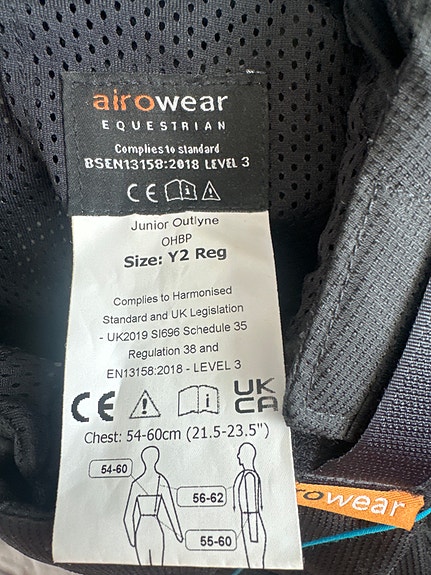 airowear
EQUESTRIAN
Complies to standard
BSEN13158:2018 LEVEL 3
CE
Junior Outlyne
OHBP
Size: Y2 Reg
Complies to Harmonised
Standard and UK Legislation
- UK2019 SI696 Schedule 35
Regulation 38 and
EN13158:2018 - LEVEL 3
CE UK
CA
Chest: 54-60cm (21.5-23.5")
54-60
56-62
55-60
rowear